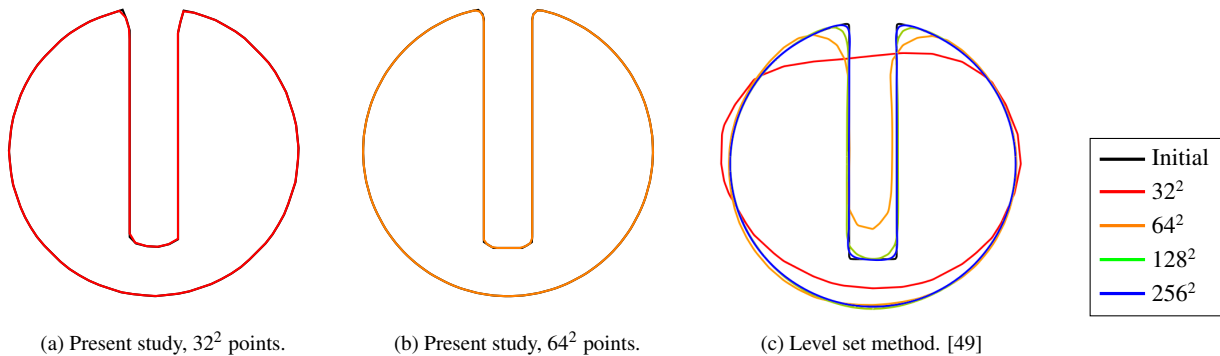 Initial
32²
64²
128²
256²
(a) Present study, 32² points.
(b) Present study, 64² points.
(c) Level set method. [49]